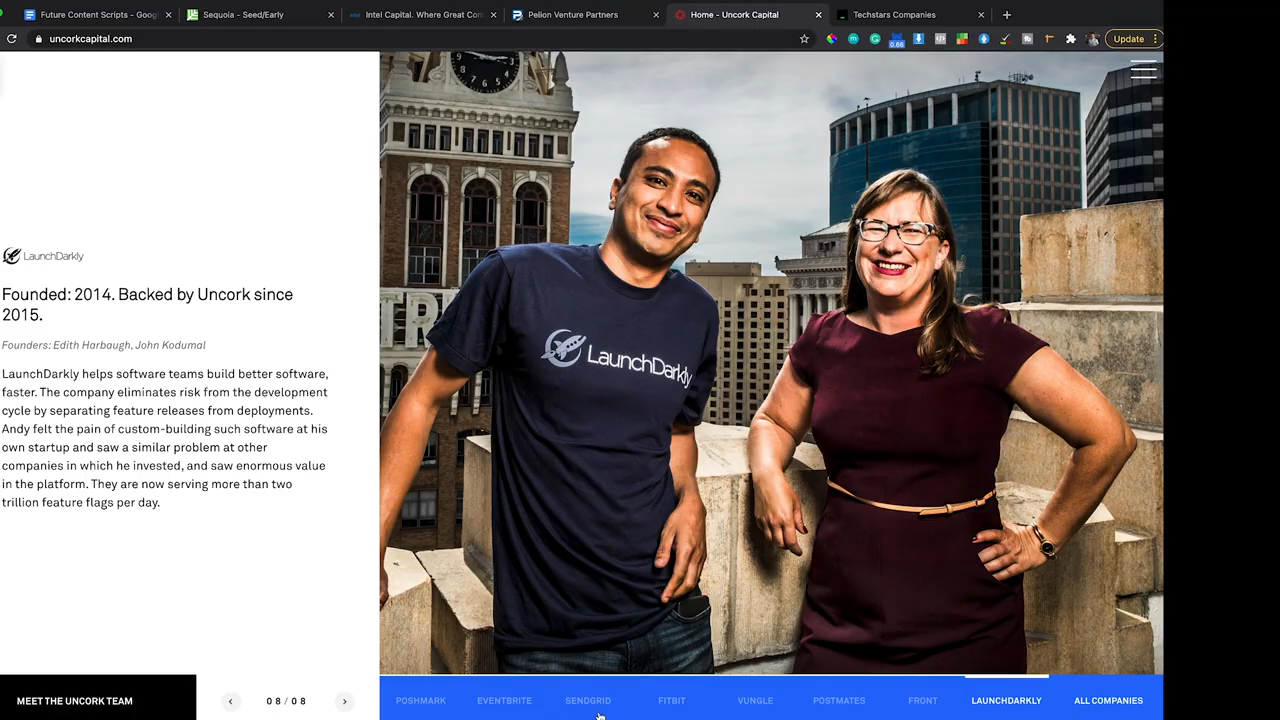 Future Content Scripts - Goog
Sequoia - Seed/Early
Intel Capital. Where Great Com
Pelion Venture Partners
Home - Uncork Capital
Techstars Companies
uncorkcapital.com
0.66
Update
LaunchDarkly
Founded: 2014. Backed by Uncork since
2015.
Founders: Edith Harbaugh, John Kodumal
LaunchDarkly helps software teams build better software,
faster. The company eliminates risk from the development
cycle by separating feature releases from deployments.
Andy felt the pain of custom-building such software at his
own startup and saw a similar problem at other
companies in which he invested, and saw enormous value
in the platform. They are now serving more than two
trillion feature flags per day.
LaunchDarkly
MEET THE UNCORK TEAM
08 / 08
POSHMARK
EVENTBRITE
SENDGRID
FITBIT
VUNGLE
POSTMATES
FRONT
LAUNCHDARKLY
ALL COMPANIES